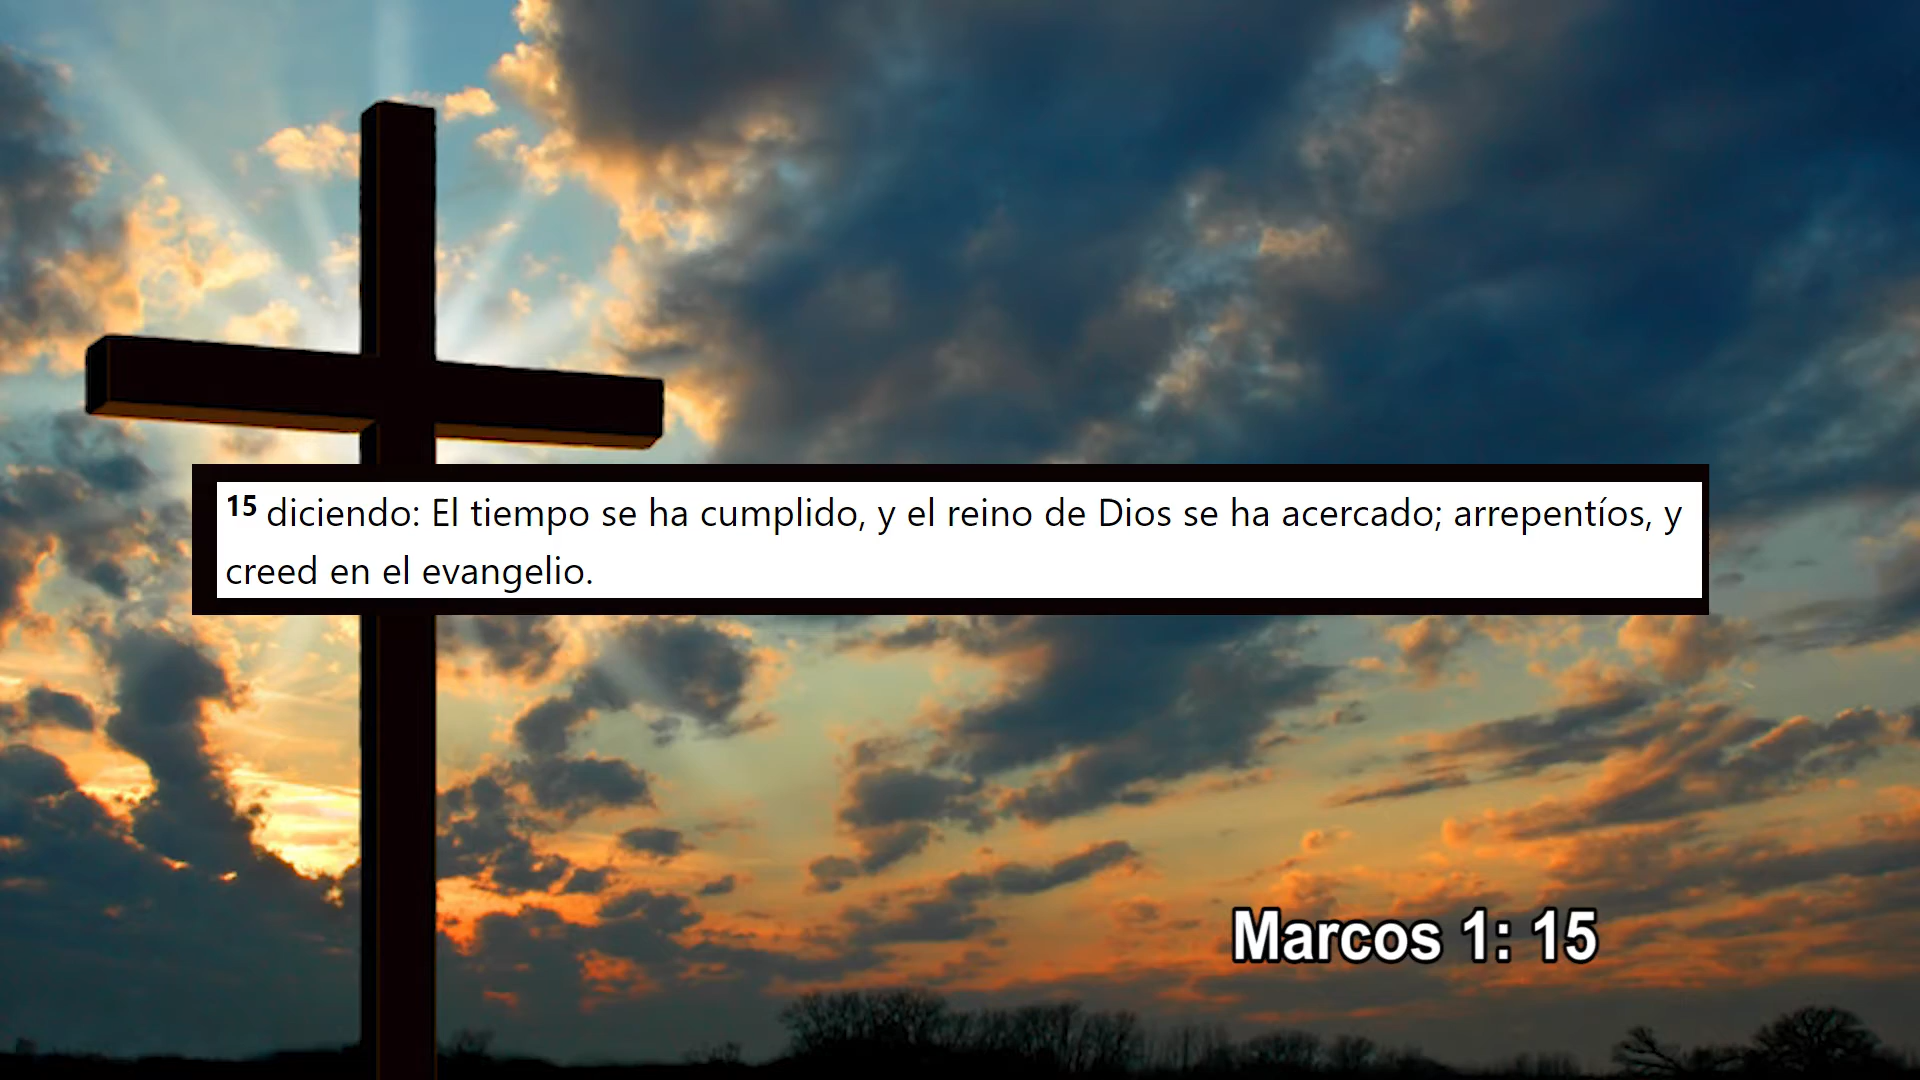 15 diciendo: El tiempo se ha cumplido, y el reino de Dios se ha acercado; arrepentíos, y
creed en el evangelio.
Marcos 1: 15